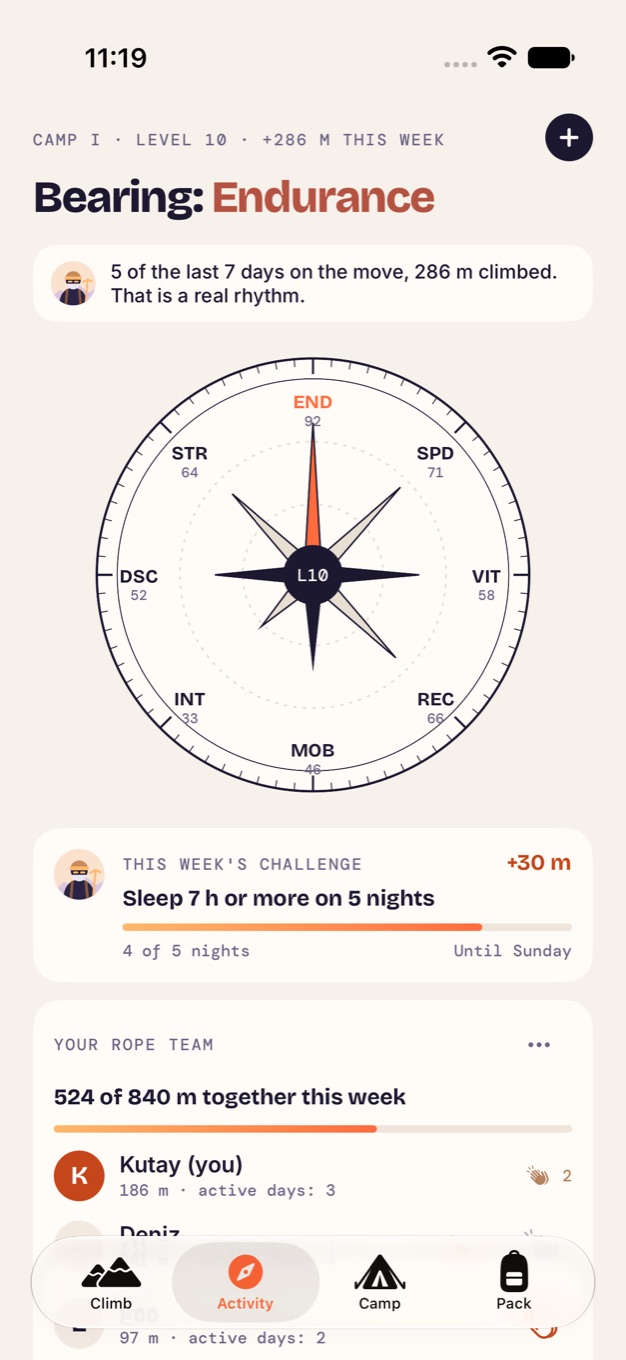 11:19
CAMP I · LEVEL 10 · +286 M THIS WEEK
Bearing: Endurance
5 of the last 7 days on the move, 286 m climbed.
That is a real rhythm.
END
92
STR
64
SPD
71
L10
DSC
52
VIT
58
INT
33
REC
66
MOB
46
THIS WEEK'S CHALLENGE
+30 m
Sleep 7 h or more on 5 nights
4 of 5 nights
Until Sunday
YOUR ROPE TEAM
524 of 840 m together this week
K
Kutay (you)
2
186 m · active days: 3
Deniz
Climb
Activity
Camp
Pack
97 m · active days: 2